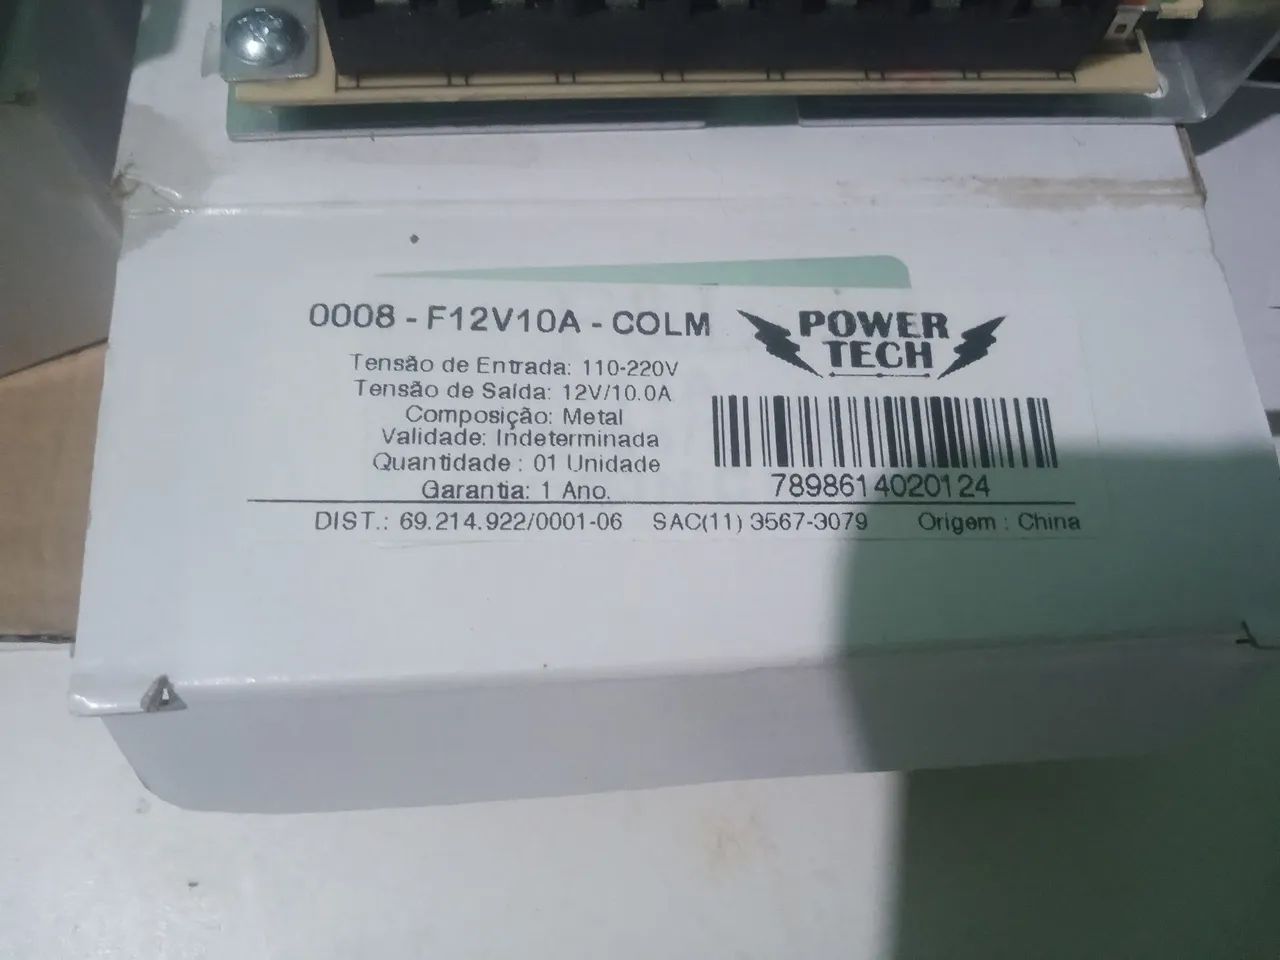 0008 - F12V10A - COLM
POWER
TECH
Tensão de Entrada: 110-220V
Tensão de Saída: 12V/10.0A
Composição: Metal
Validade: Indeterminada
Quantidade : 01 Unidade
Garantia: 1 Ano.
7898614020124
DIST.: 69.214.922/0001-06 SAC(11) 3567-3079 Origem : China